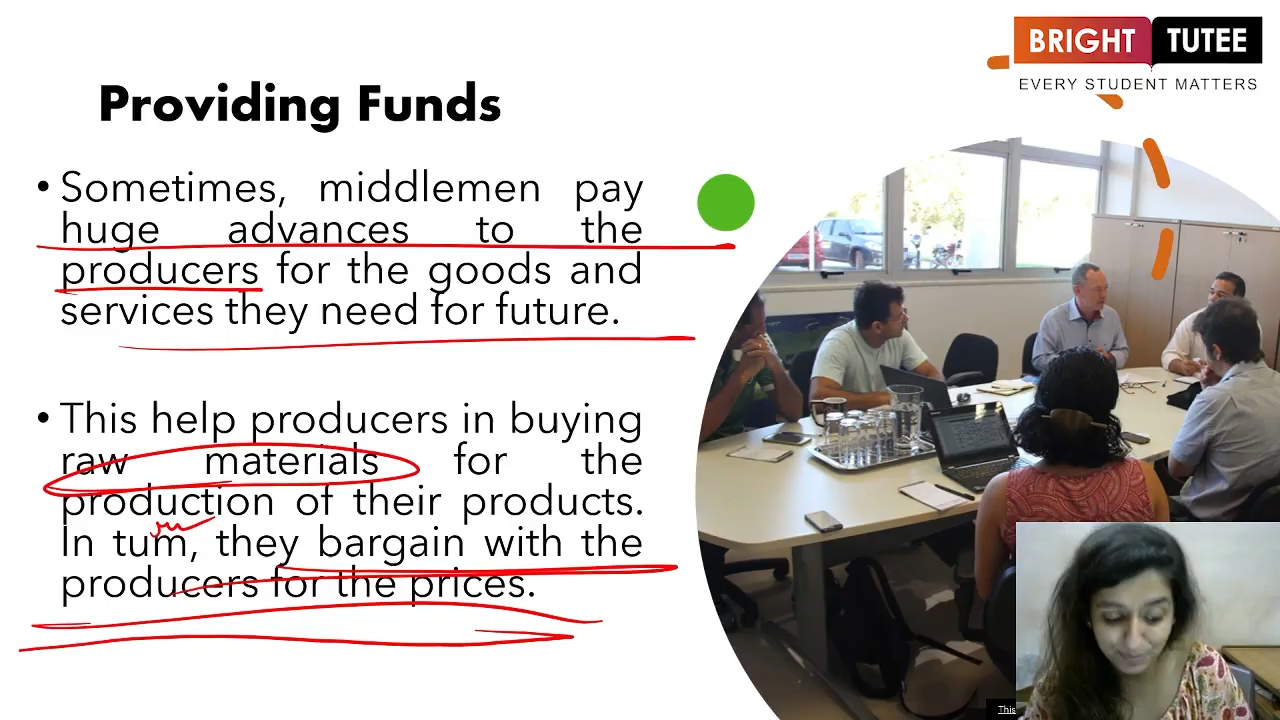 BRIGHT TUTEE
EVERY STUDENT MATTERS
Providing Funds
• Sometimes, middlemen pay
huge advances to the
producers for the goods and
services they need for future.
• This help producers in buying
raw materials for the
production of their products.
In tum, they bargain with the
producers for the prices.
This